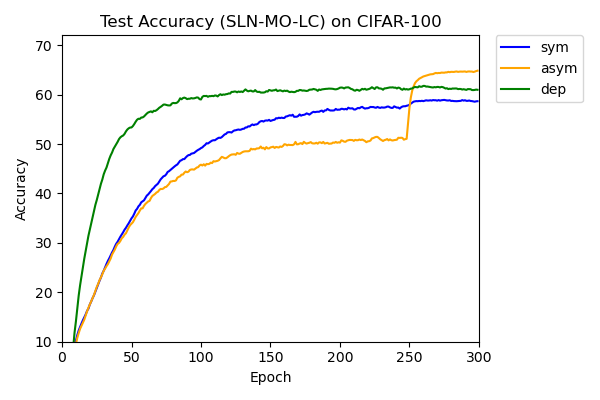 Test Accuracy (SLN-MO-LC) on CIFAR-100
sym
asym
dep
Accuracy
70
60
50
40
30
20
10
0 50 100 150 200 250 300
Epoch